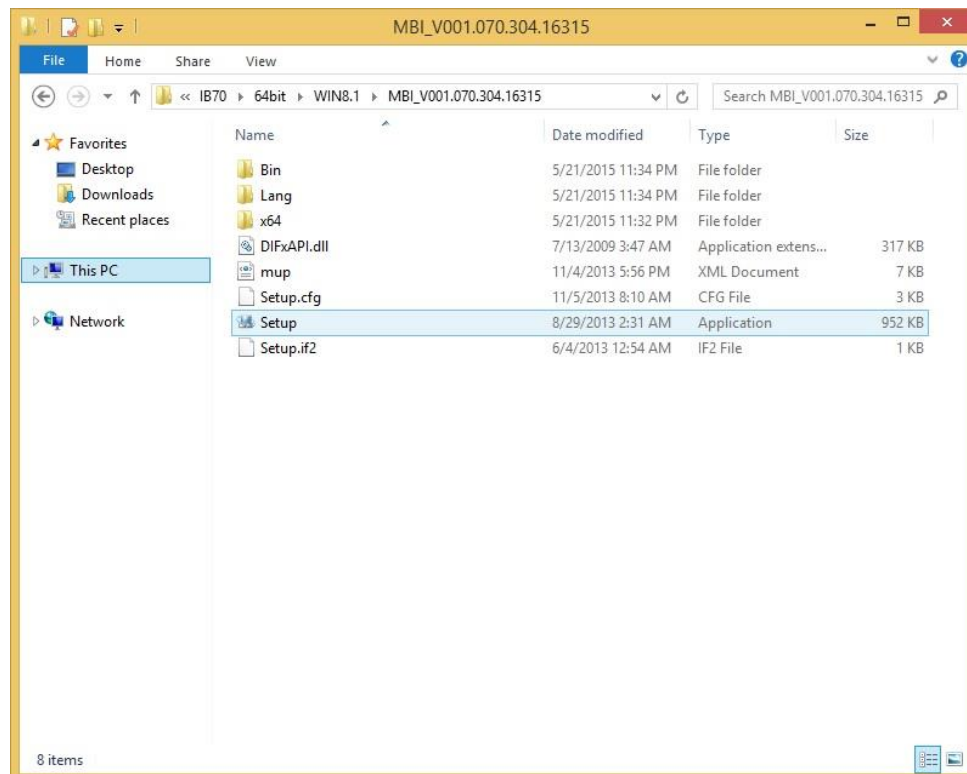 MBI_V001.070.304.16315
File Home Share View
« IB70 64bit WIN8.1 MBI_V001.070.304.16315 Search MBI_V001.070.304.16315
Favorites
Desktop
Downloads
Recent places
This PC
Network
Name Date modified Type Size
Bin 5/21/2015 11:34 PM File folder
Lang 5/21/2015 11:34 PM File folder
x64 5/21/2015 11:32 PM File folder
DIFxAPI.dll 7/13/2009 3:47 AM Application extens... 317 KB
mup 11/4/2013 5:56 PM XML Document 7 KB
Setup.cfg 11/5/2013 8:10 AM CFG File 3 KB
Setup 8/29/2013 2:31 AM Application 952 KB
Setup.if2 6/4/2013 12:54 AM IF2 File 1 KB
8 items